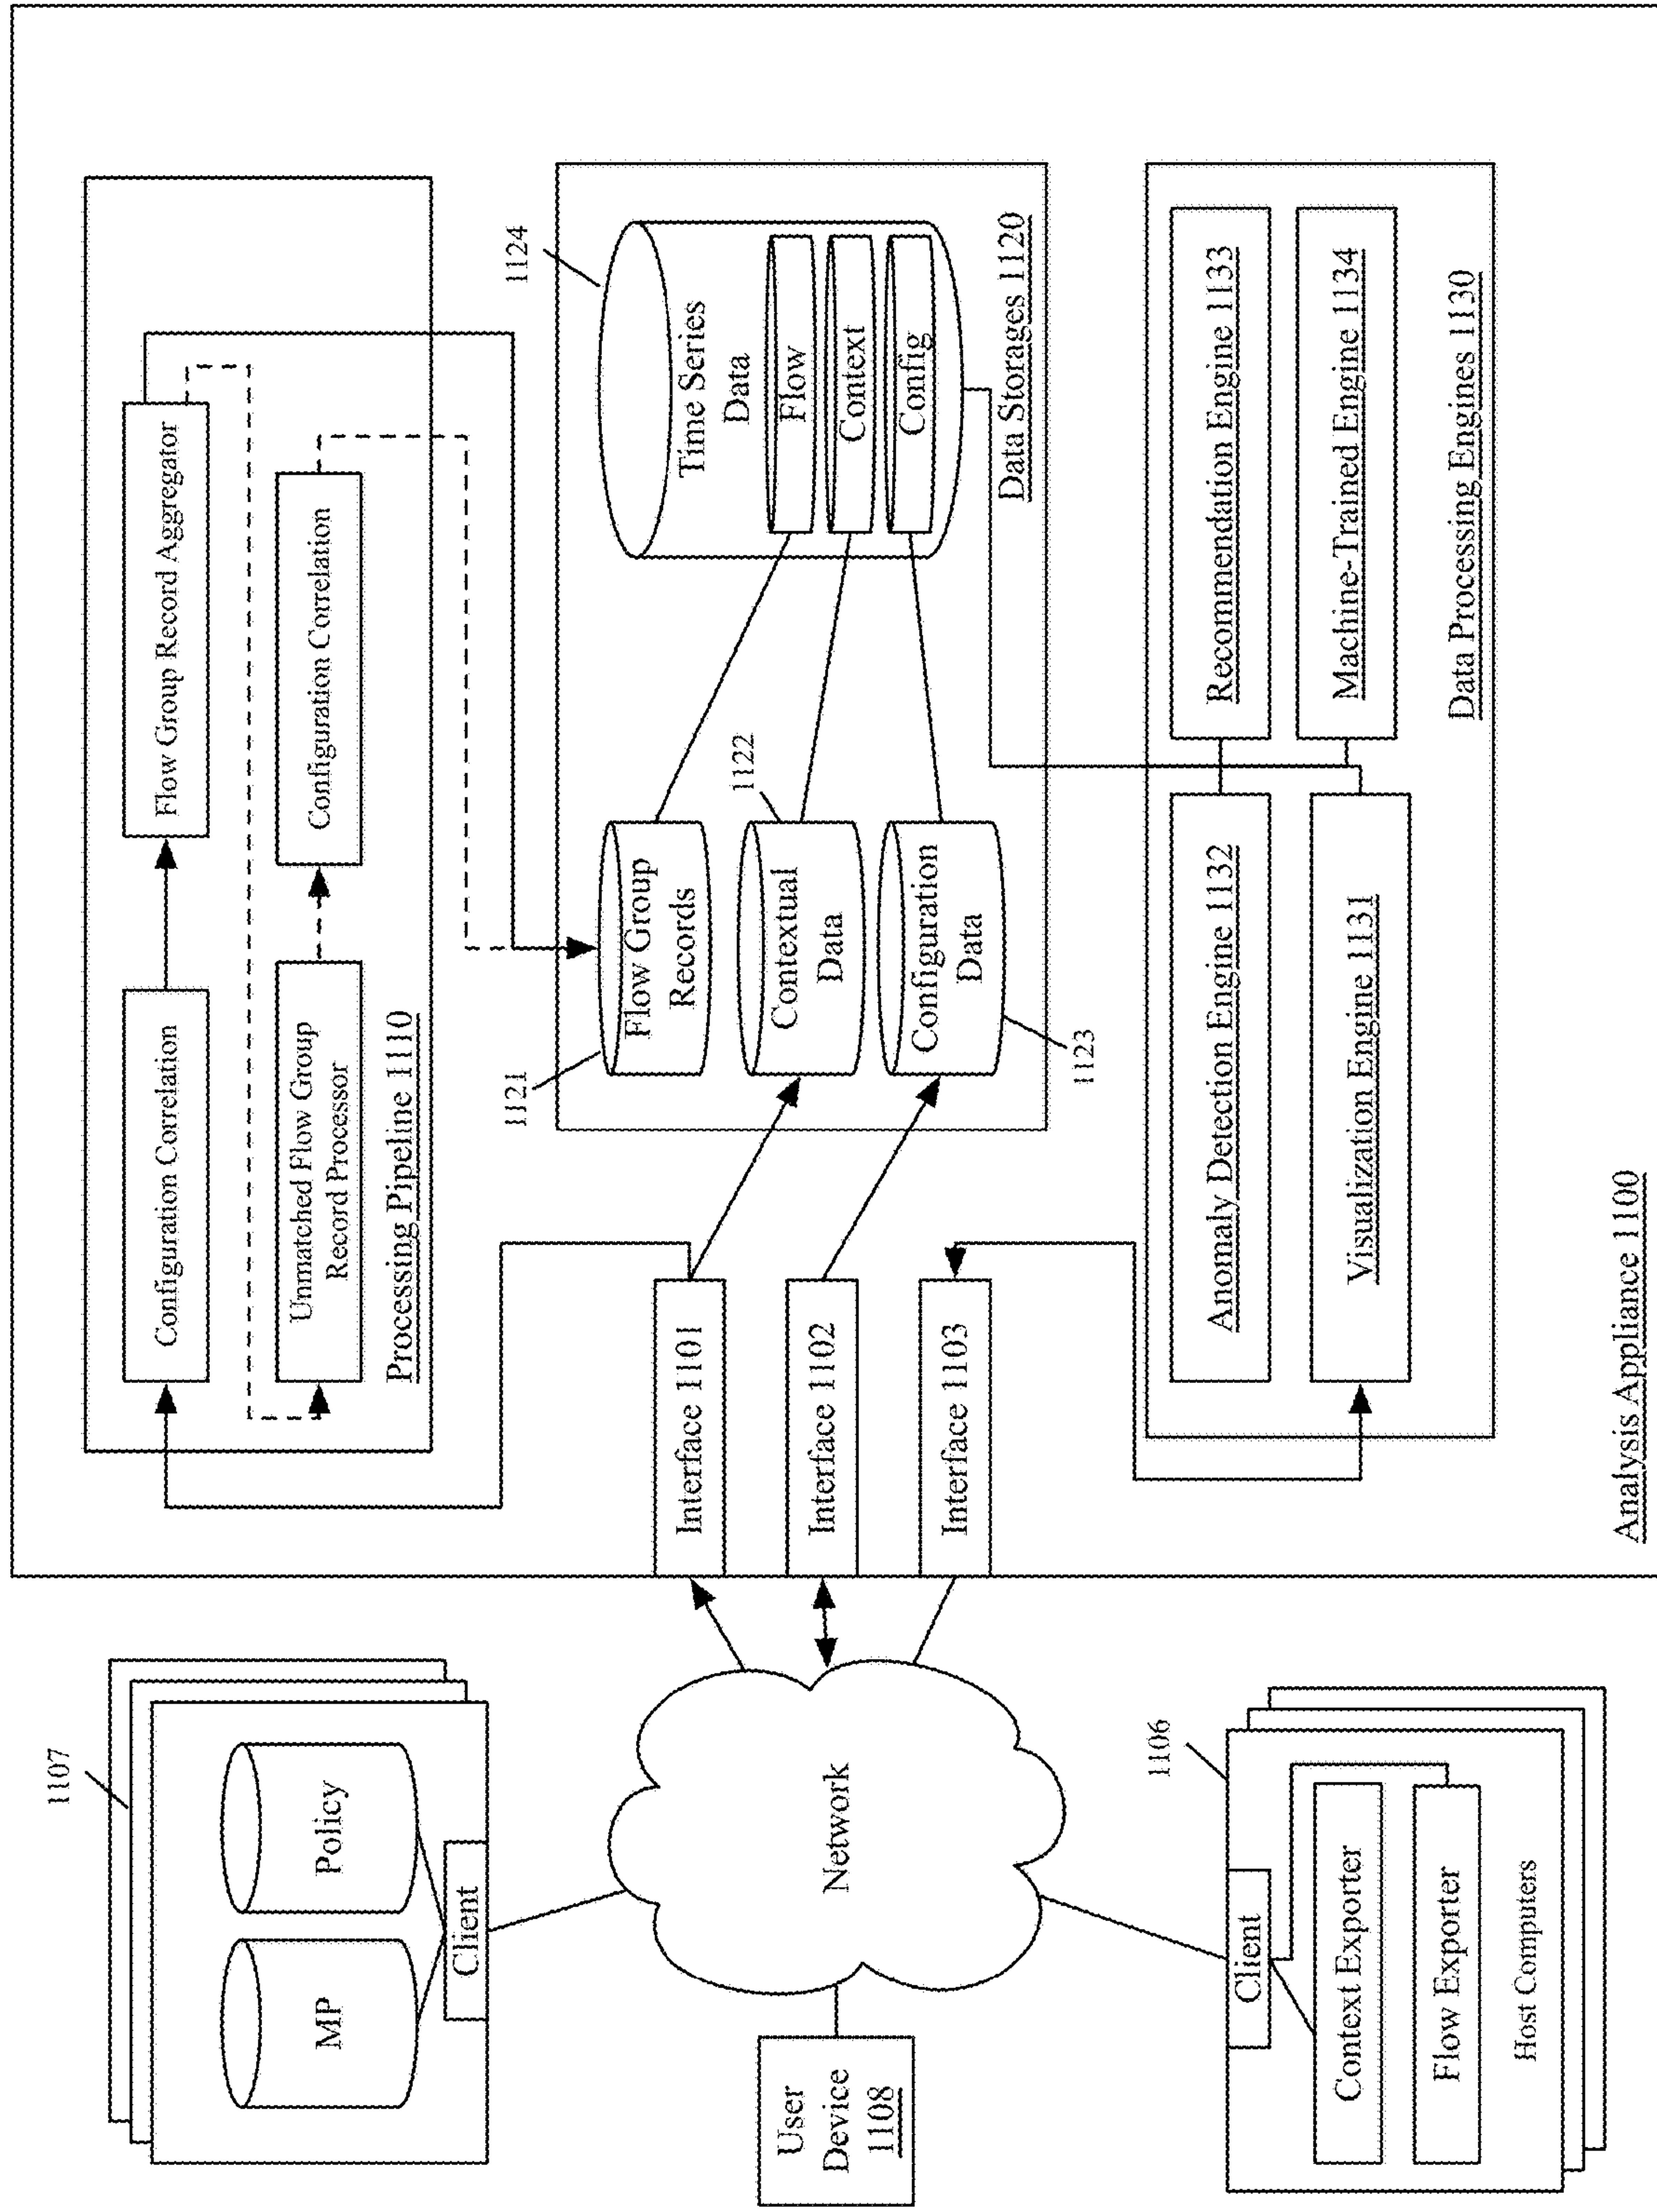 1107
MP
Policy
Client
User
Device
1108
Network
1106
Client
Context Exporter
Flow Exporter
Host Computers
Interface 1101
Interface 1102
Interface 1103
Configuration Correlation
Flow Group Record Aggregator
Unmatched Flow Group
Record Processor
Configuration Correlation
Processing Pipeline 1110
1121
Flow Group
Records
1122
Contextual
Data
Configuration
Data
1123
1124
Time Series
Data
Flow
Context
Config
Data Storages 1120
Anomaly Detection Engine 1132
Recommendation Engine 1133
Visualization Engine 1131
Machine-Trained Engine 1134
Data Processing Engines 1130
Analysis Appliance 1100